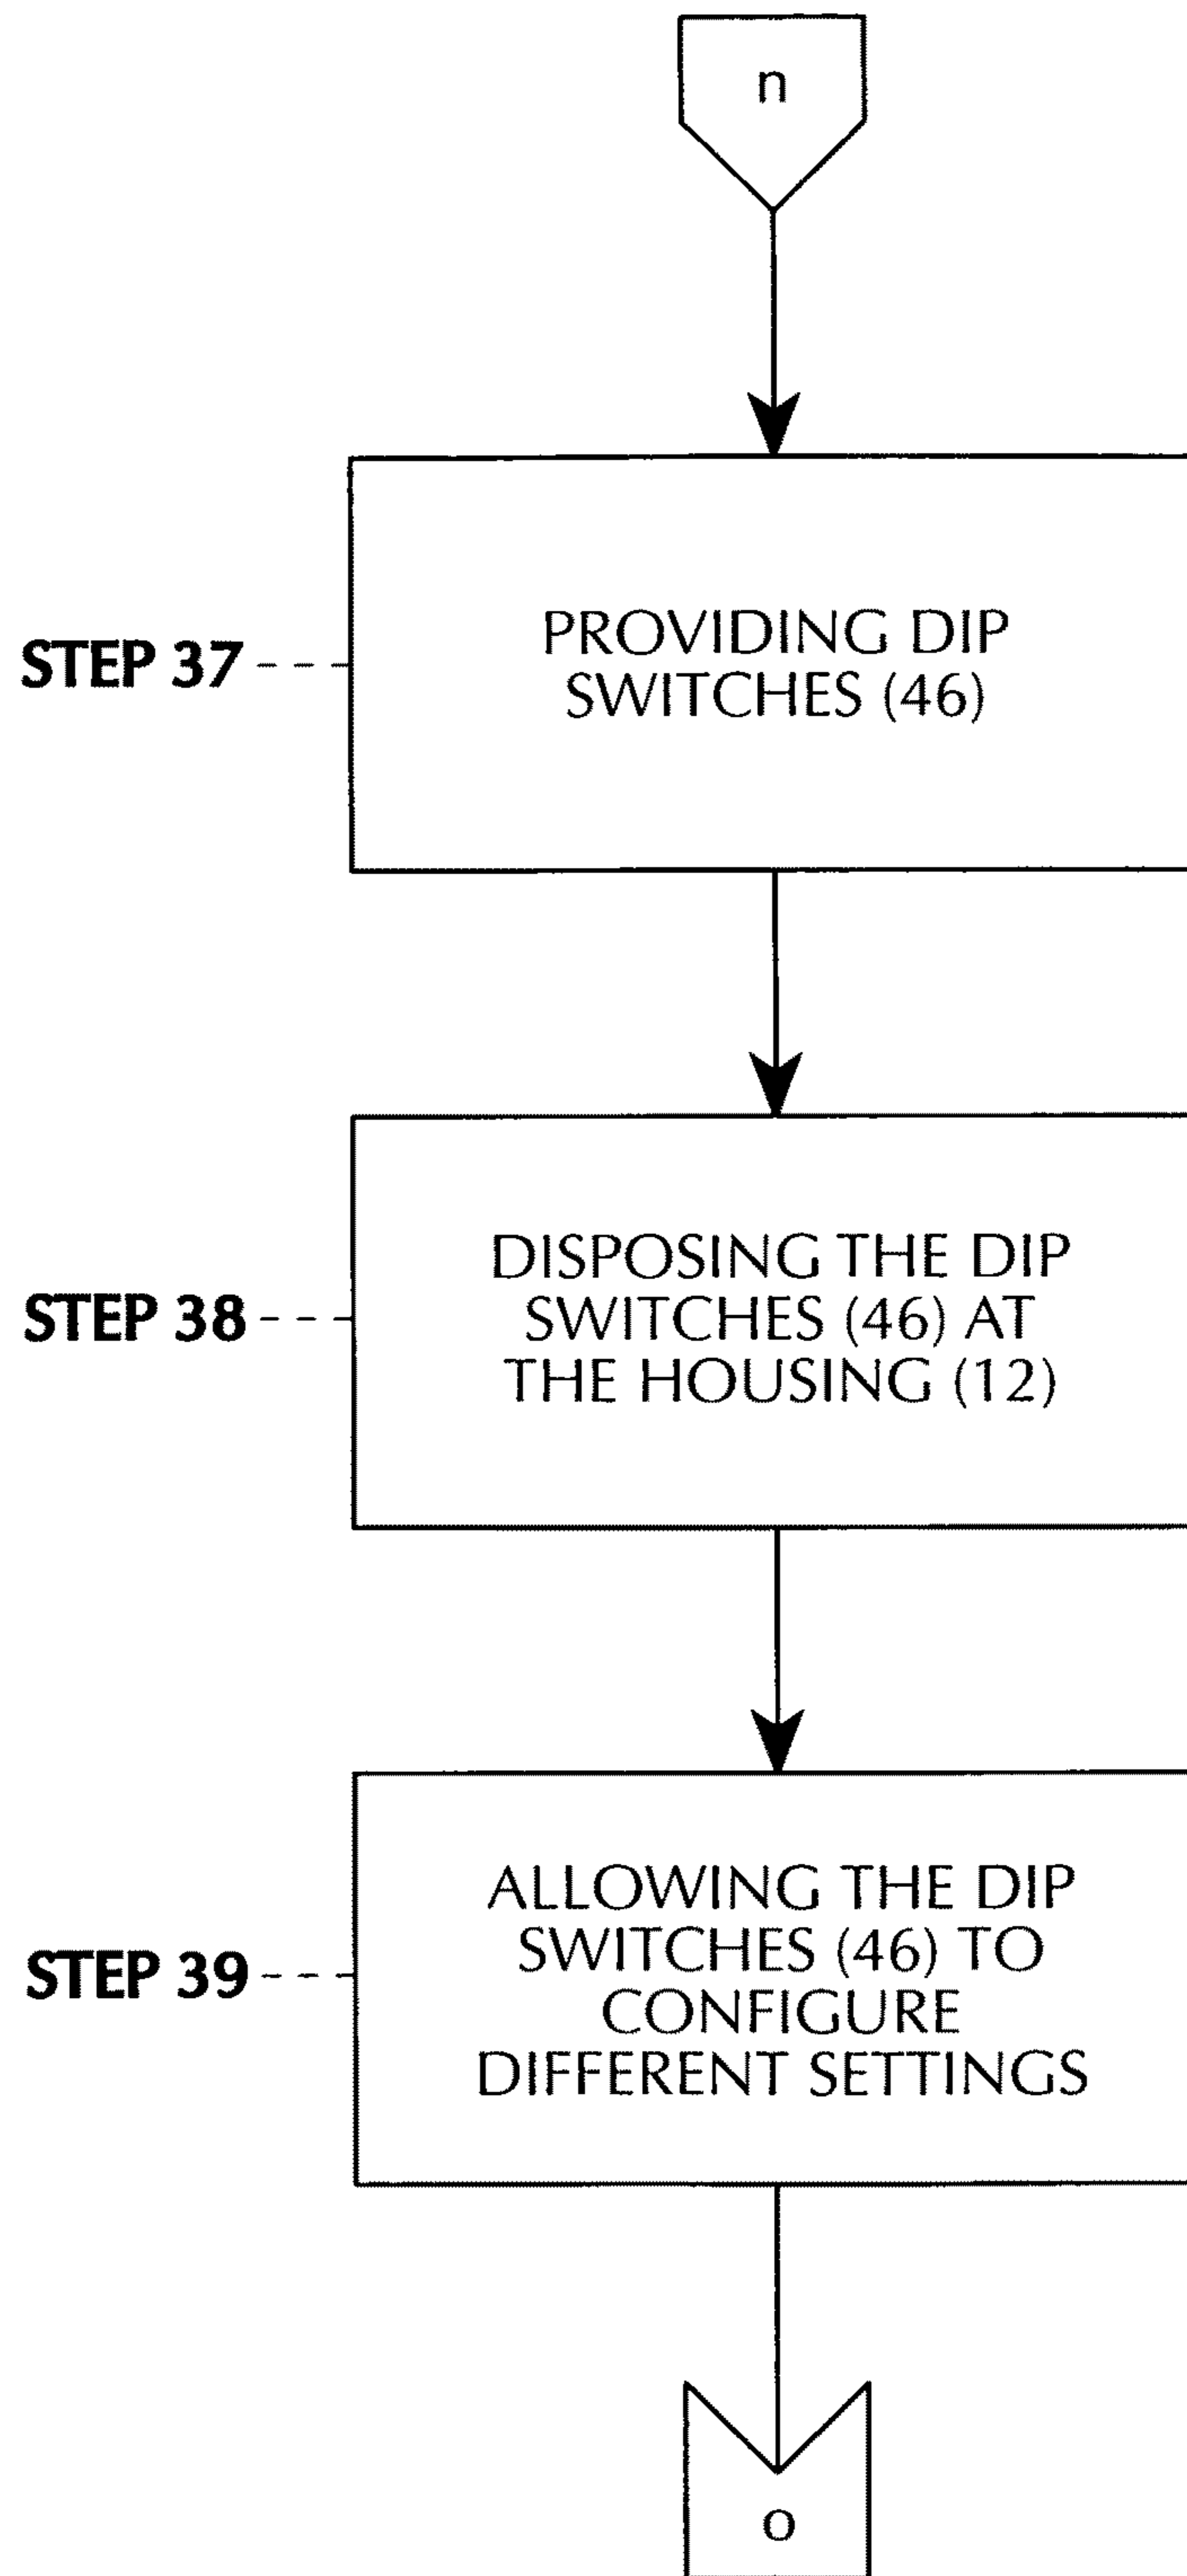 n
STEP 37
PROVIDING DIP
SWITCHES (46)
STEP 38
DISPOSING THE DIP
SWITCHES (46) AT
THE HOUSING (12)
STEP 39
ALLOWING THE DIP
SWITCHES (46) TO
CONFIGURE
DIFFERENT SETTINGS
o